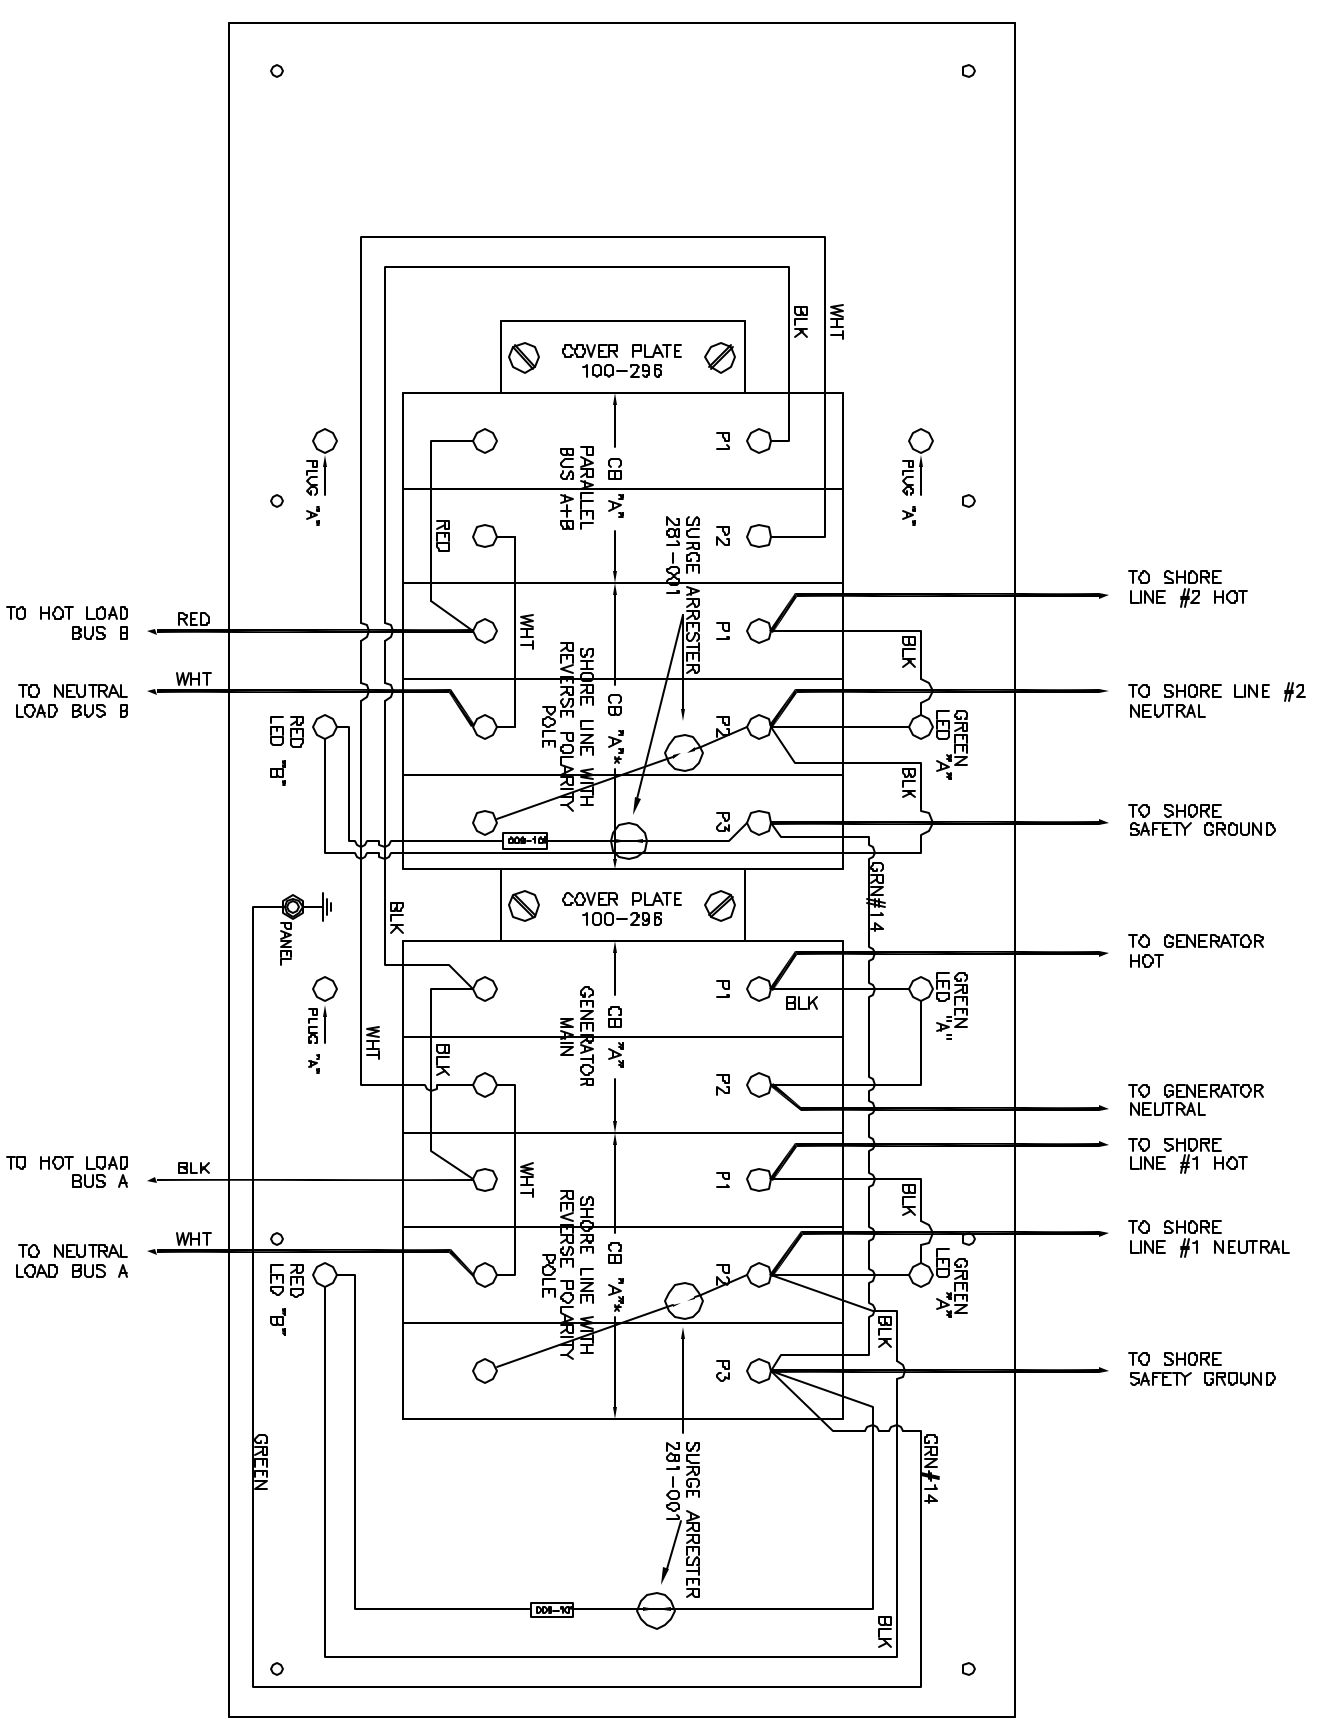 BLK
WHT
COVER PLATE
100-296
P1
CB "A"
PARALLEL
BUS A+B
PLUG "A"
PLUG "A"
RED
P2
SURGE ARRESTER
281-001
TO SHORE
LINE #2 HOT
TO HOT LOAD
BUS B
RED
WHT
P1
BLK
SHORE LINE WITH
REVERSE POLARITY
POLE
CB "A"*
WHT
TO NEUTRAL
LOAD BUS B
TO SHORE LINE #2
NEUTRAL
RED
LED "B"
P2
GREEN
LED "A"
BLK
P3
TO SHORE
SAFETY GROUND
COVER PLATE
100-296
GRN#14
BLK
PANEL
TO GENERATOR
HOT
P1
BLK
GREEN
LED "A"
CB "A"
GENERATOR
MAIN
PLUG "A"
WHT
BLK
P2
TO GENERATOR
NEUTRAL
TO SHORE
LINE #1 HOT
TO HOT LOAD
BUS A
BLK
WHT
P1
BLK
SHORE LINE WITH
REVERSE POLARITY
POLE
CB "A"*
WHT
TO NEUTRAL
LOAD BUS A
TO SHORE
LINE #1 NEUTRAL
RED
LED "B"
P2
GREEN
LED "A"
BLK
P3
TO SHORE
SAFETY GROUND
GREEN
SURGE ARRESTER
281-001
GRN#14
BLK